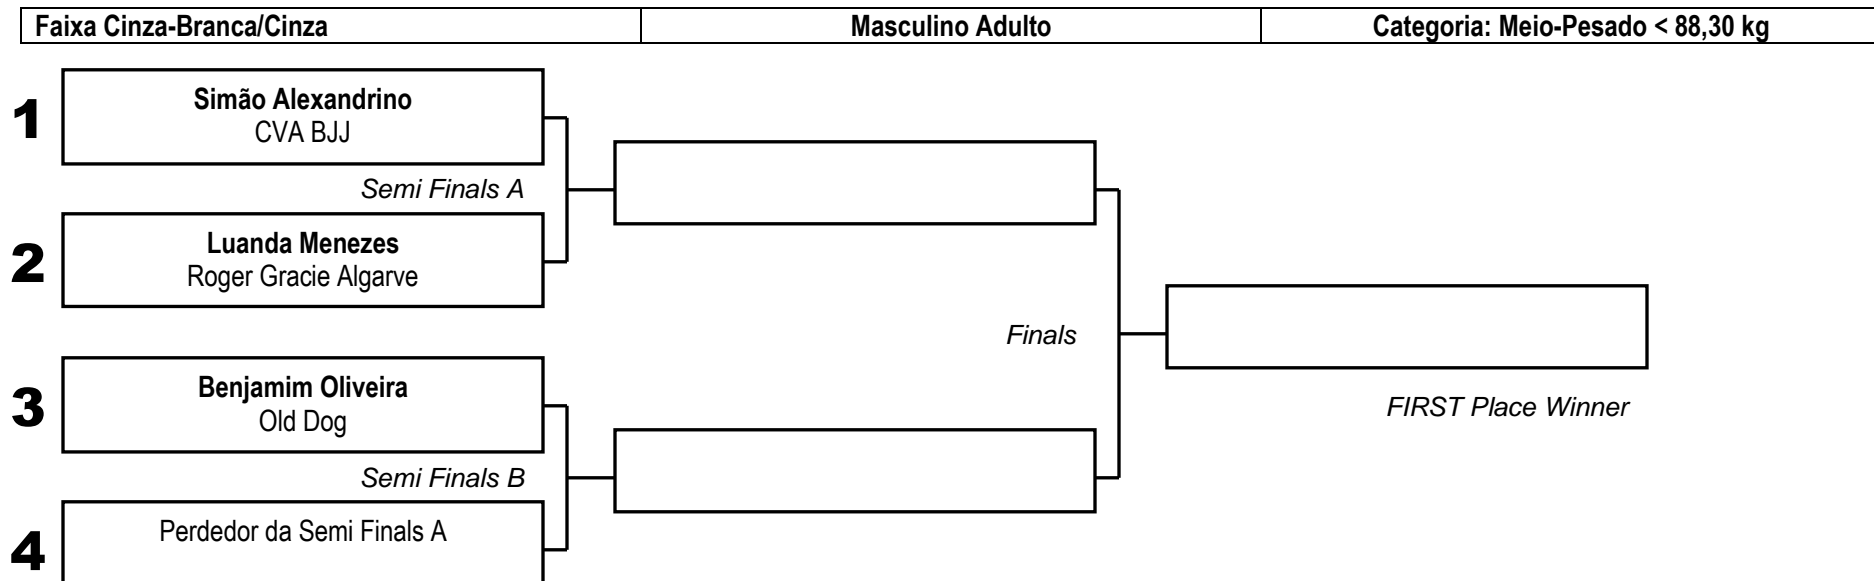 Faixa Cinza-Branca/Cinza Masculino Adulto Categoria: Meio-Pesado < 88,30 kg
1
Simão Alexandrino
CVA BJJ
Semi Finals A
2
Luanda Menezes
Roger Gracie Algarve
Finals
3
Benjamim Oliveira
Old Dog
FIRST Place Winner
Semi Finals B
4
Perdedor da Semi Finals A